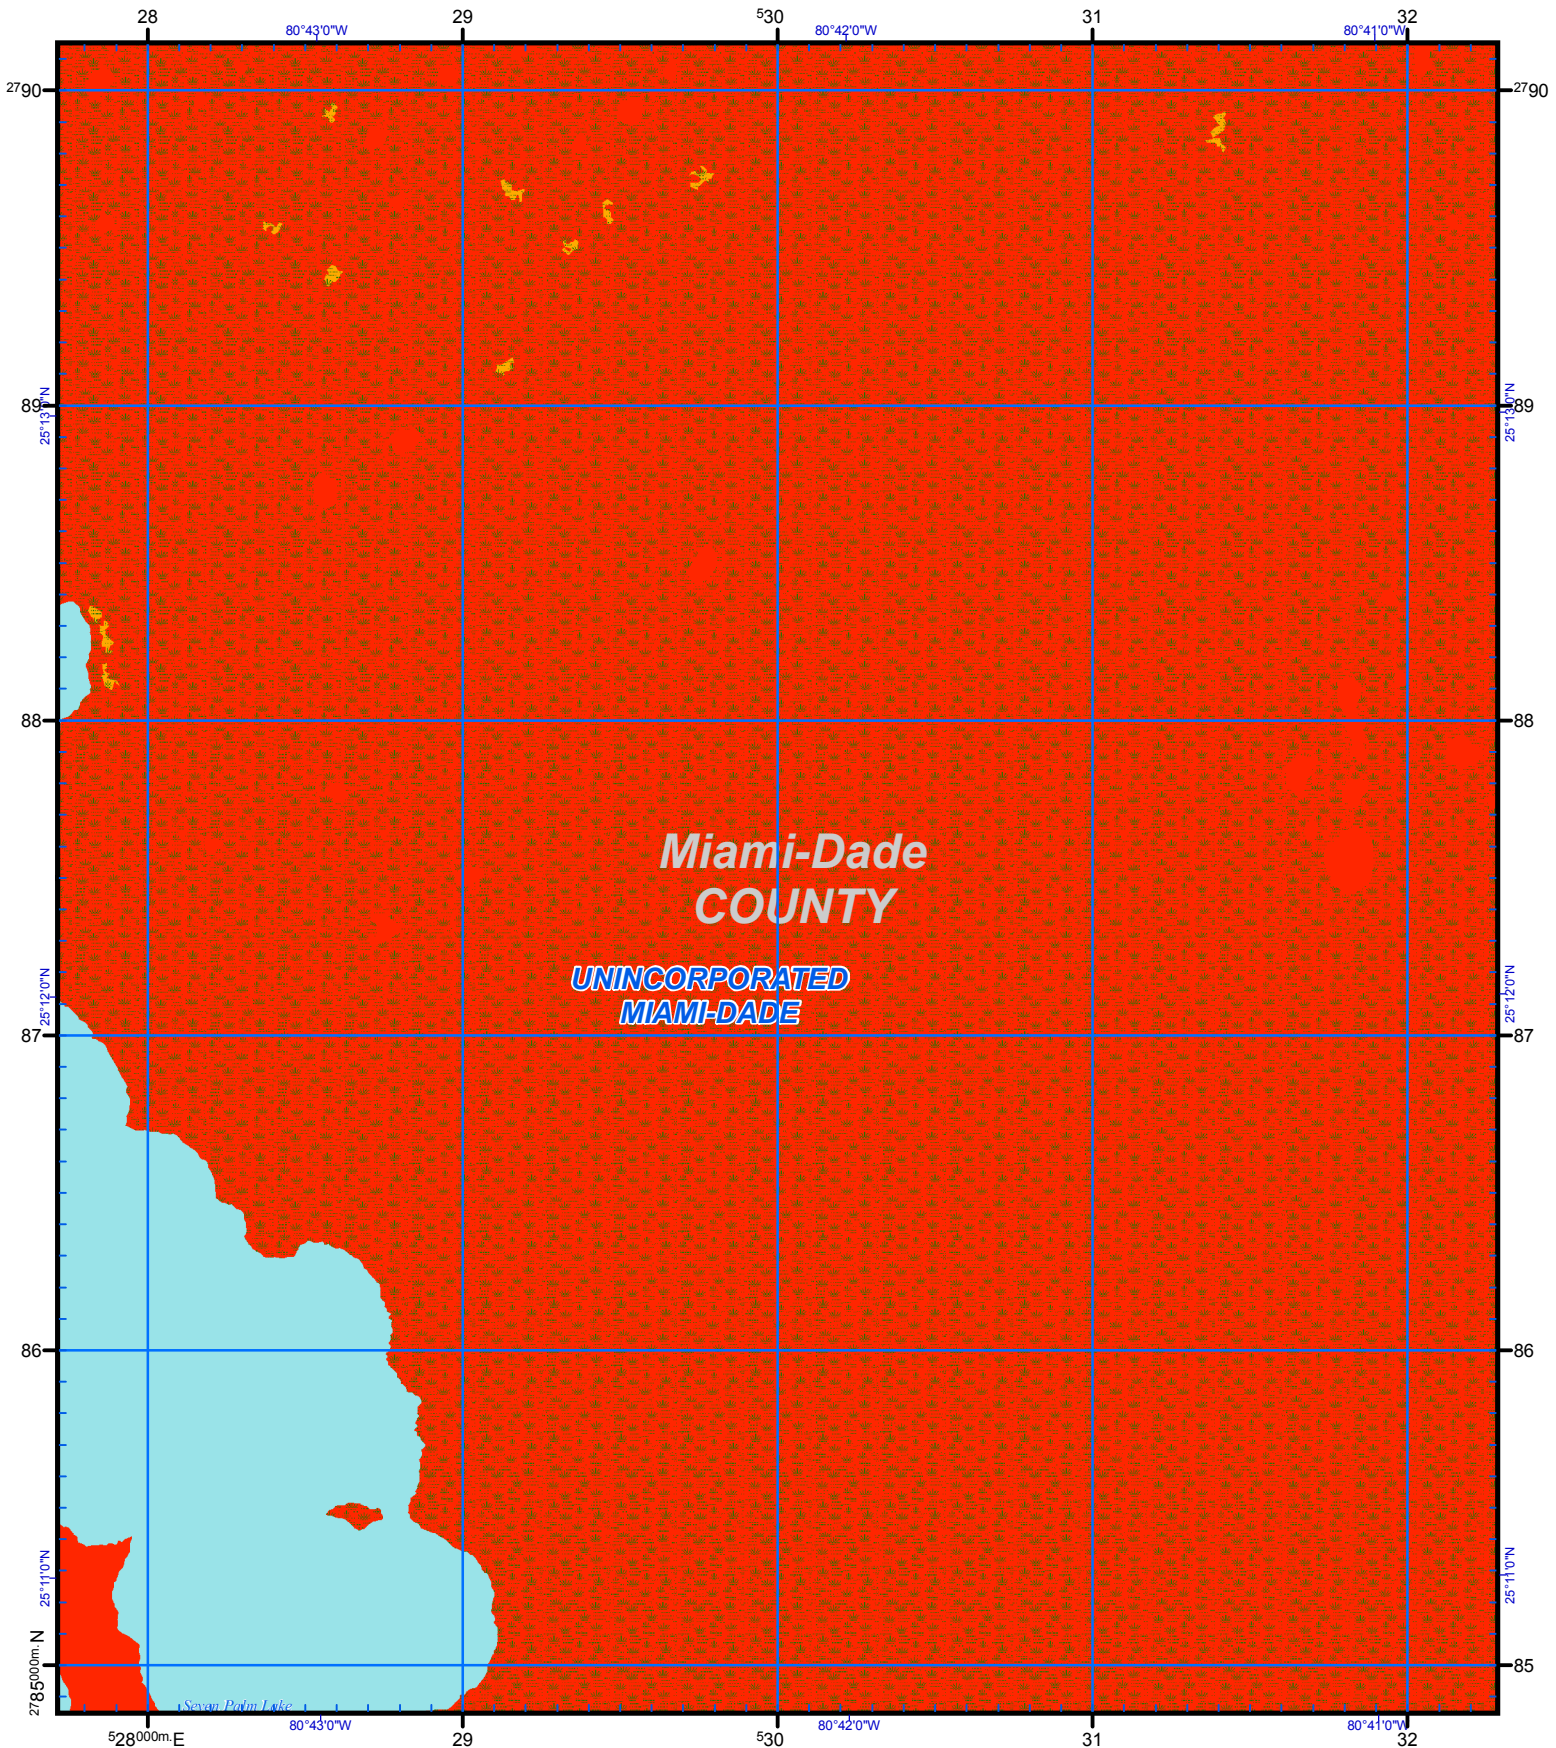 28 29 530 31 32
80°43'0"W 80°42'0"W 80°41'0"W
2790 2790
89 89
25°13'0"N 25°13'0"N
88 88
Miami-Dade
COUNTY
UNINCORPORATED
MIAMI-DADE
25°12'0"N 25°12'0"N
87 87
86 86
25°11'0"N 25°11'0"N
2785000m. N 85
Seven Palm Lake
80°43'0"W 80°42'0"W 80°41'0"W
528000m. E 29 530 31 32